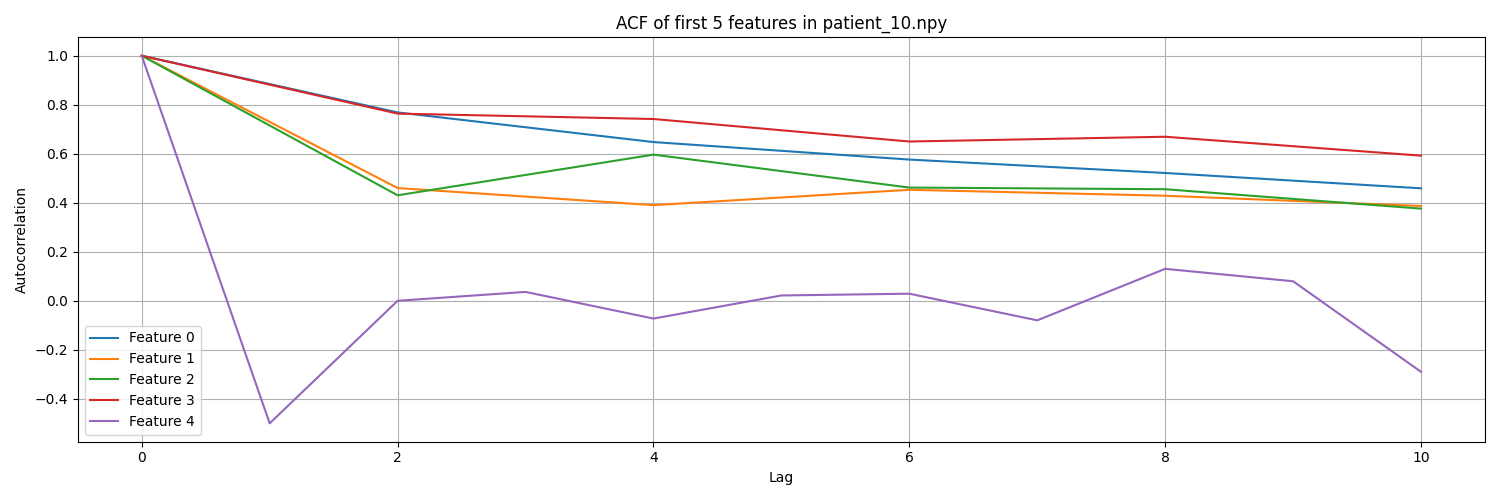 ACF of first 5 features in patient_10.npy
Autocorrelation
1.0
0.8
0.6
0.4
0.2
0.0
−0.2
−0.4
Feature 0
Feature 1
Feature 2
Feature 3
Feature 4
0 2 4 6 8 10
Lag